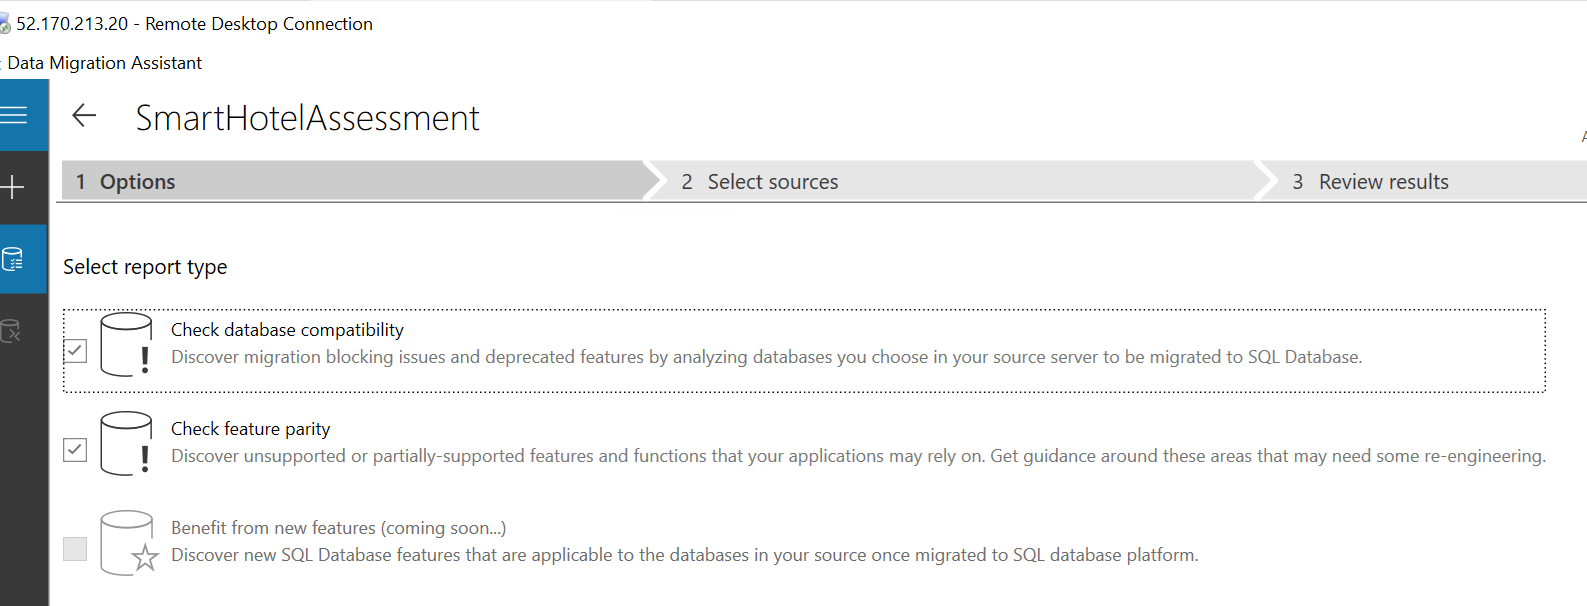 52.170.213.20 - Remote Desktop Connection
Data Migration Assistant
SmartHotelAssessment
1 Options
2 Select sources
3 Review results
Select report type
Check database compatibility
Discover migration blocking issues and deprecated features by analyzing databases you choose in your source server to be migrated to SQL Database.
Check feature parity
Discover unsupported or partially-supported features and functions that your applications may rely on. Get guidance around these areas that may need some re-engineering.
Benefit from new features (coming soon...)
Discover new SQL Database features that are applicable to the databases in your source once migrated to SQL database platform.